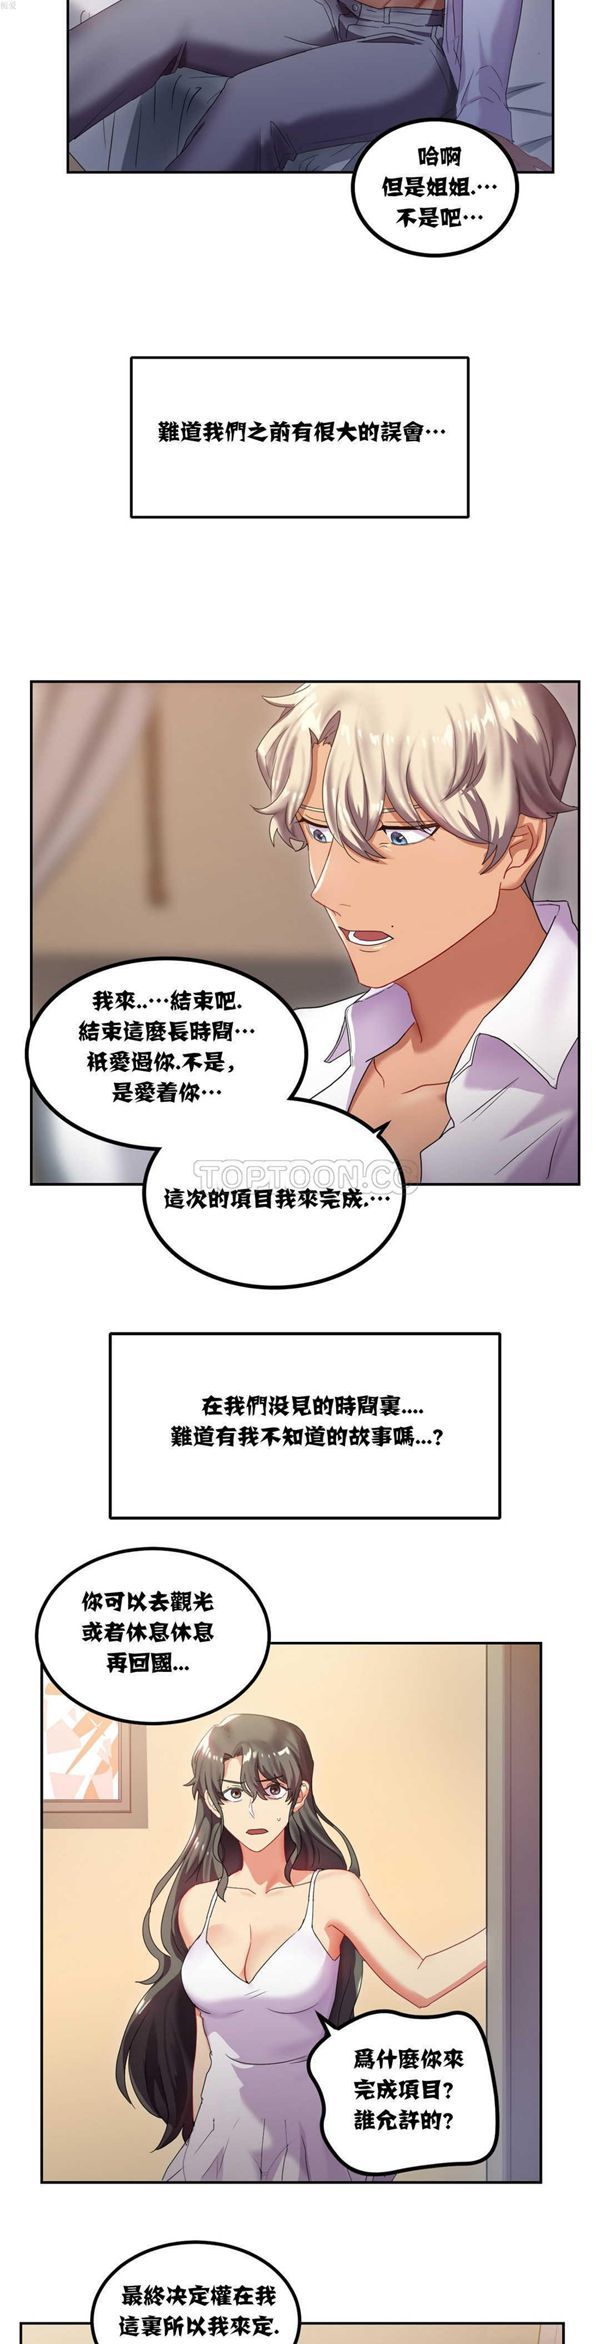 极爱
哈啊
但是姐姐.…
不是吧…
難道我們之前有很大的誤會…
我來..…結束吧.
結束這麼長時間…
祇愛過你.不是,
是愛着你…
TOPTOON.CC
這次的項目我來完成.…
在我們没見的時間裏....
難道有我不知道的故事嗎...?
你可以去觀光
或者休息休息
再回國...
爲什麼你來
完成項目?
誰允許的?
最終决定權在我
這裏所以我來定.